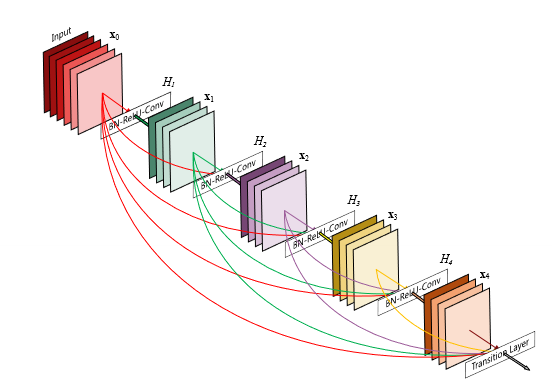 Input
x0
H1
BN-ReLU-Conv
x1
H2
BN-ReLU-Conv
x2
H3
BN-ReLU-Conv
x3
H4
BN-ReLU-Conv
x4
Transition Layer